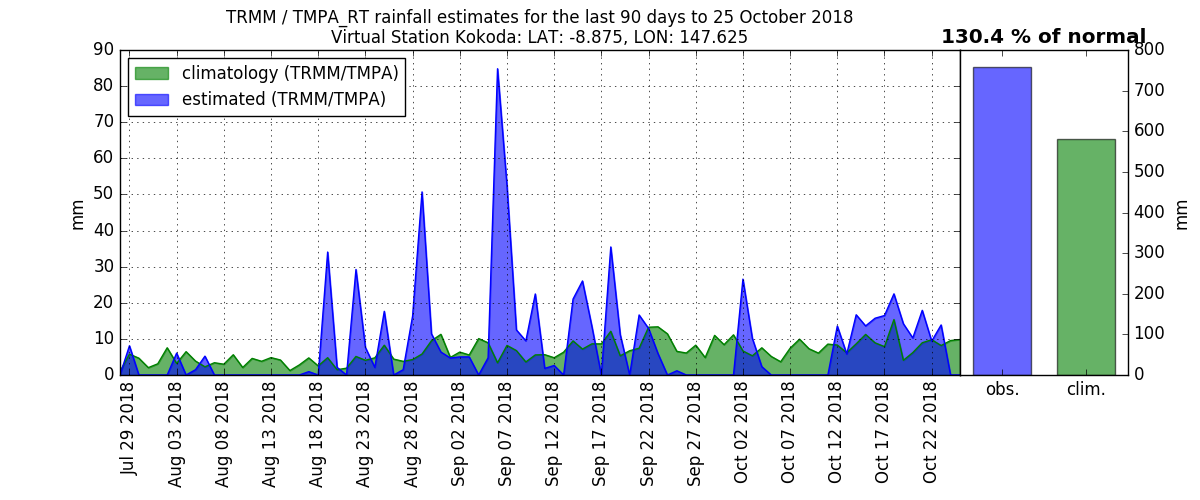 TRMM / TMPA_RT rainfall estimates for the last 90 days to 25 October 2018
Virtual Station Kokoda: LAT: -8.875, LON: 147.625
130.4 % of normal
climatology (TRMM/TMPA)
estimated (TRMM/TMPA)
mm
90
80
70
60
50
40
30
20
10
0
Jul 29 2018
Aug 03 2018
Aug 08 2018
Aug 13 2018
Aug 18 2018
Aug 23 2018
Aug 28 2018
Sep 02 2018
Sep 07 2018
Sep 12 2018
Sep 17 2018
Sep 22 2018
Sep 27 2018
Oct 02 2018
Oct 07 2018
Oct 12 2018
Oct 17 2018
Oct 22 2018
800
700
600
500
400
300
200
100
0
mm
obs.
clim.